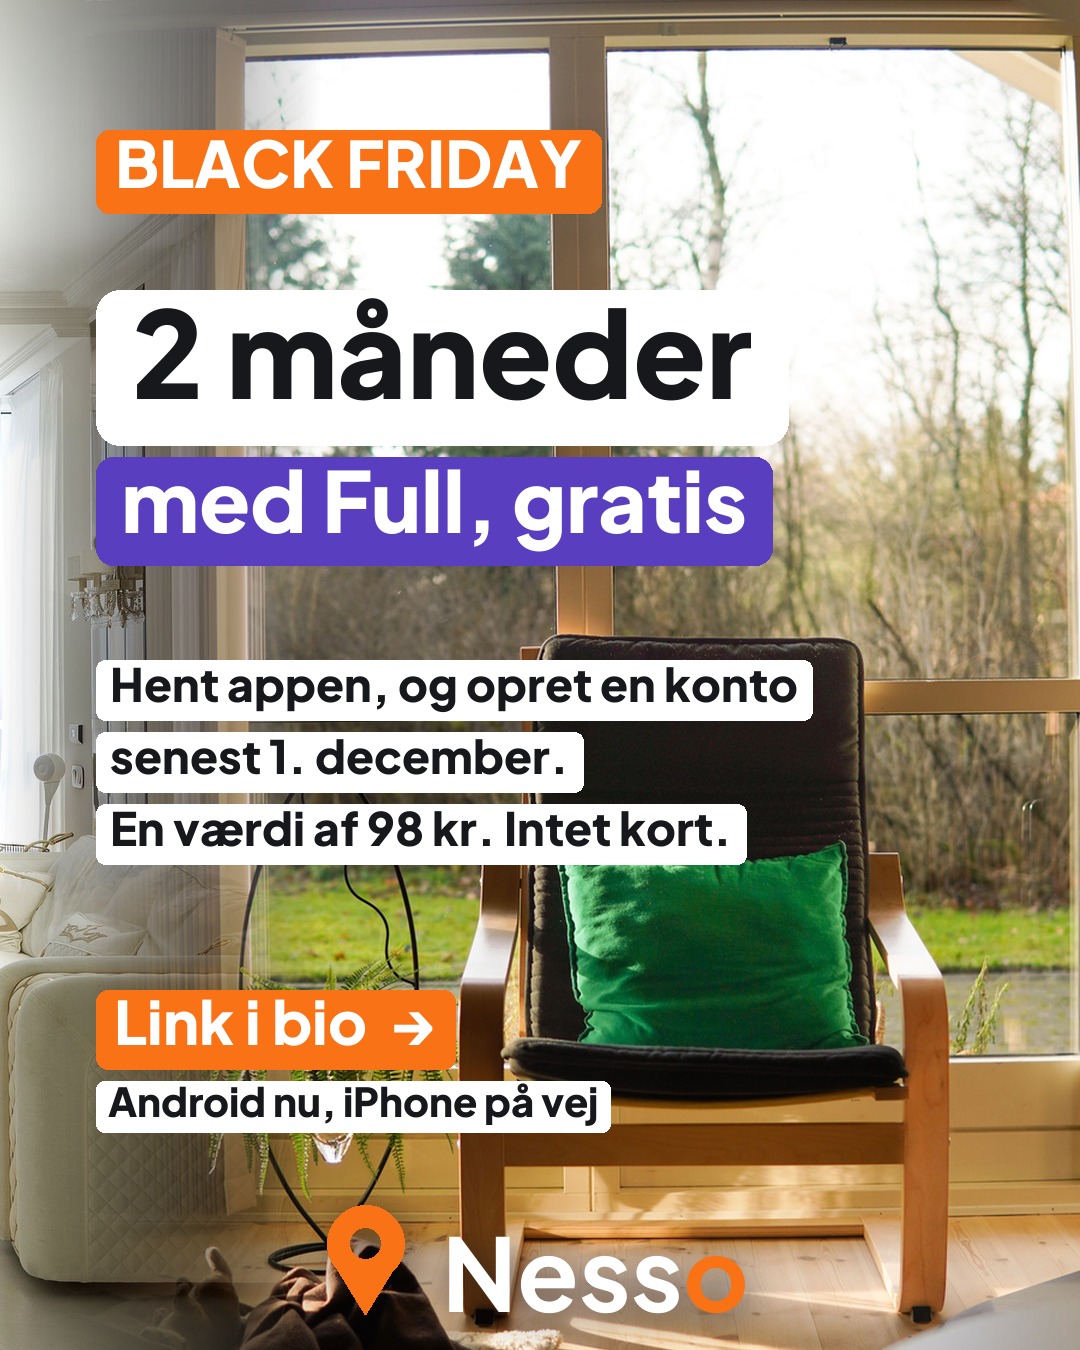 BLACK FRIDAY
2 måneder
med Full, gratis
Hent appen, og opret en konto
senest 1. december.
En værdi af 98 kr. Intet kort.
Link i bio →
Android nu, iPhone på vej
Nesso